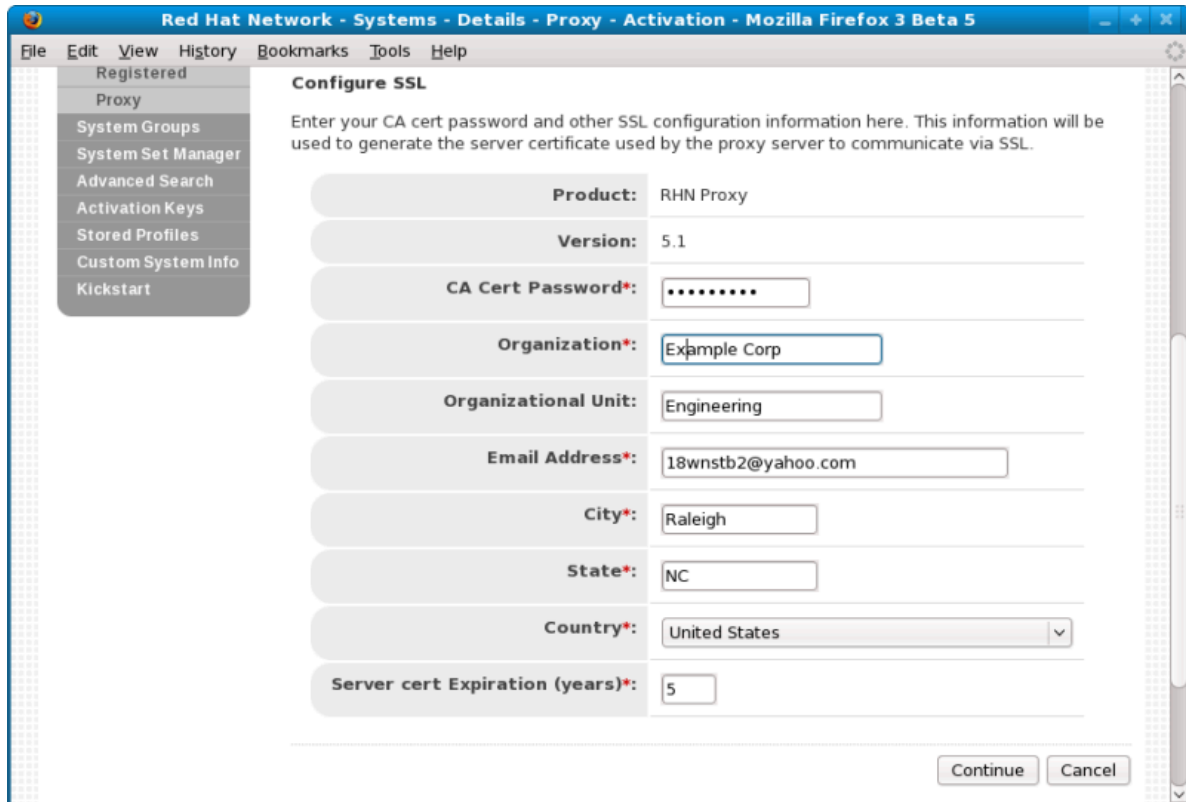 Red Hat Network - Systems - Details - Proxy - Activation - Mozilla Firefox 3 Beta 5
File Edit View History Bookmarks Tools Help
Registered
Proxy
System Groups
System Set Manager
Advanced Search
Activation Keys
Stored Profiles
Custom System Info
Kickstart
Configure SSL
Enter your CA cert password and other SSL configuration information here. This information will be
used to generate the server certificate used by the proxy server to communicate via SSL.
Product: RHN Proxy
Version: 5.1
CA Cert Password*: •••••••••
Organization*: Example Corp
Organizational Unit: Engineering
Email Address*: 18wnstb2@yahoo.com
City*: Raleigh
State*: NC
Country*: United States
Server cert Expiration (years)*: 5
Continue Cancel